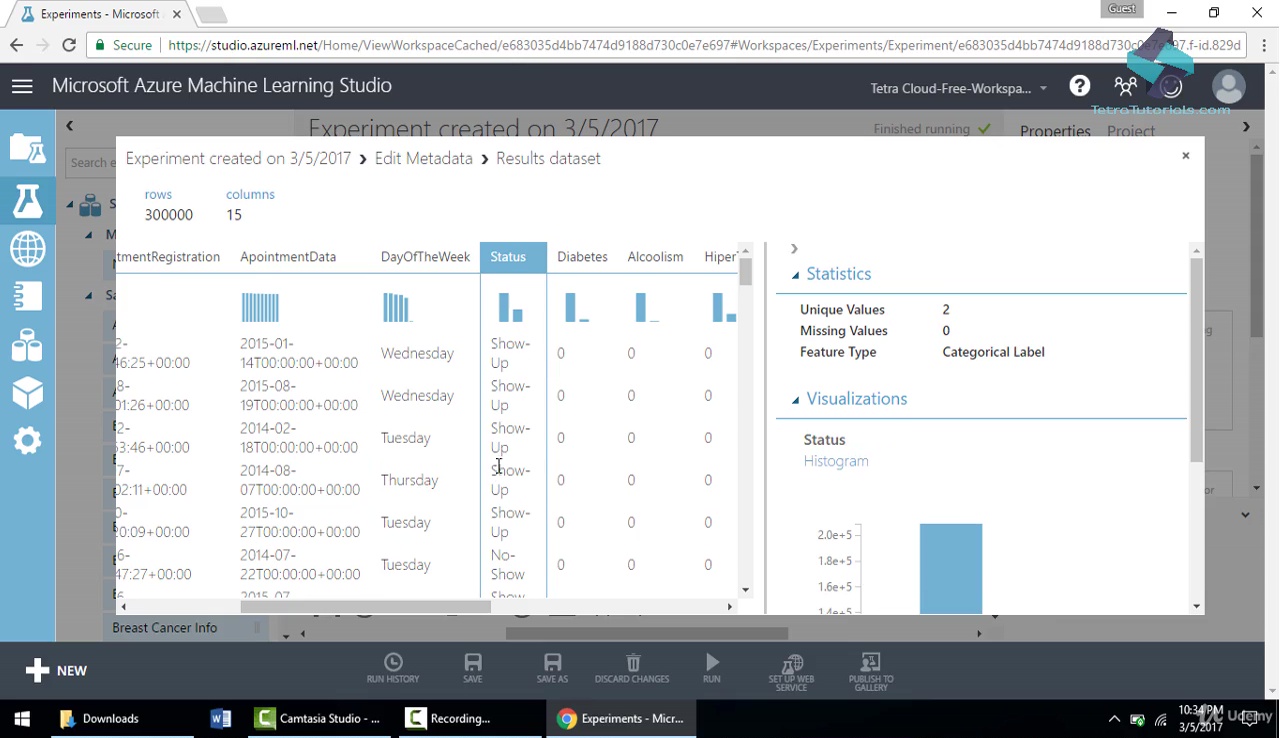 Experiments - Microsoft
Guest
Secure
https://studio.azureml.net/Home/ViewWorkspaceCached/e683035d4bb7474d9188d730c0e7e697#Workspaces/Experiments/Experiment/e683035d4bb7474d9188d730c0e7e697.f-id.829d
Microsoft Azure Machine Learning Studio
Tetra Cloud-Free-Workspa...
TetraTutorials.com
Experiment created on 3/5/2017
Finished running
Properties Project
Search e
Experiment created on 3/5/2017 › Edit Metadata › Results dataset
rows columns
300000 15
tmentRegistration ApointmentData DayOfTheWeek Status Diabetes Alcoolism Hiper
2-
46:25+00:00
2015-01-
14T00:00:00+00:00
Wednesday
Show-
Up
0 0 0
8-
01:26+00:00
2015-08-
19T00:00:00+00:00
Wednesday
Show-
Up
0 0 0
2-
53:46+00:00
2014-02-
18T00:00:00+00:00
Tuesday
Show-
Up
0 0 0
7-
02:11+00:00
2014-08-
07T00:00:00+00:00
Thursday
Show-
Up
0 0 0
0-
20:09+00:00
2015-10-
27T00:00:00+00:00
Tuesday
Show-
Up
0 0 0
6-
47:27+00:00
2014-07-
22T00:00:00+00:00
Tuesday
No-
Show
0 0 0
2015-07-
Show-
Statistics
Unique Values 2
Missing Values 0
Feature Type Categorical Label
Visualizations
Status
Histogram
2.0e+5
1.8e+5
1.6e+5
1.4e+5
Breast Cancer Info
NEW
RUN HISTORY
SAVE
SAVE AS
DISCARD CHANGES
RUN
SET UP WEB
SERVICE
PUBLISH TO
GALLERY
Downloads
Camtasia Studio - ...
Recording...
Experiments - Micr...
10:34 PM
3/5/2017
Udemy